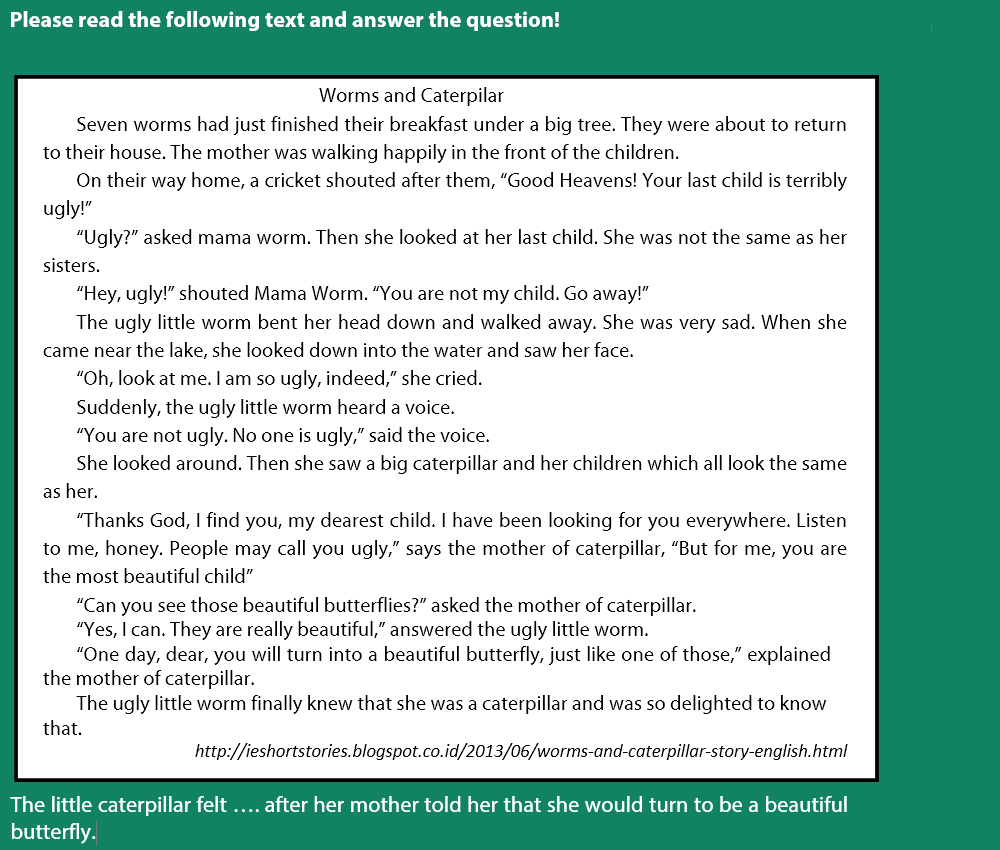 Please read the following text and answer the question!
Worms and Caterpilar
Seven worms had just finished their breakfast under a big tree. They were about to return
to their house. The mother was walking happily in the front of the children.
On their way home, a cricket shouted after them, “Good Heavens! Your last child is terribly
ugly!”
“Ugly?” asked mama worm. Then she looked at her last child. She was not the same as her
sisters.
“Hey, ugly!” shouted Mama Worm. “You are not my child. Go away!”
The ugly little worm bent her head down and walked away. She was very sad. When she
came near the lake, she looked down into the water and saw her face.
“Oh, look at me. I am so ugly, indeed,” she cried.
Suddenly, the ugly little worm heard a voice.
“You are not ugly. No one is ugly,” said the voice.
She looked around. Then she saw a big caterpillar and her children which all look the same
as her.
“Thanks God, I find you, my dearest child. I have been looking for you everywhere. Listen
to me, honey. People may call you ugly,” says the mother of caterpillar, “But for me, you are
the most beautiful child”
“Can you see those beautiful butterflies?” asked the mother of caterpillar.
“Yes, I can. They are really beautiful,” answered the ugly little worm.
“One day, dear, you will turn into a beautiful butterfly, just like one of those,” explained
the mother of caterpillar.
The ugly little worm finally knew that she was a caterpillar and was so delighted to know
that.
http://ieshortstories.blogspot.co.id/2013/06/worms-and-caterpillar-story-english.html
The little caterpillar felt …. after her mother told her that she would turn to be a beautiful
butterfly.